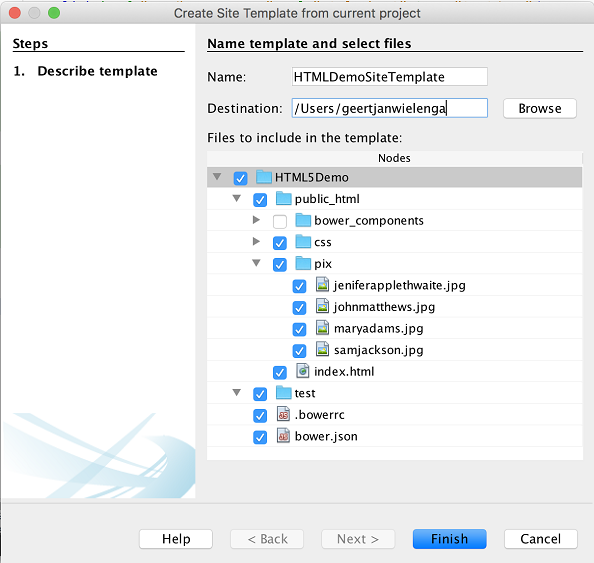 Create Site Template from current project
Steps
1. Describe template
Name template and select files
Name: HTMLDemoSiteTemplate
Destination: /Users/geertjanwielenga Browse
Files to include in the template:
Nodes
HTML5Demo
public_html
bower_components
css
pix
jeniferapplethwaite.jpg
johnmatthews.jpg
maryadams.jpg
samjackson.jpg
index.html
test
.bowerrc
bower.json
Help < Back Next > Finish Cancel